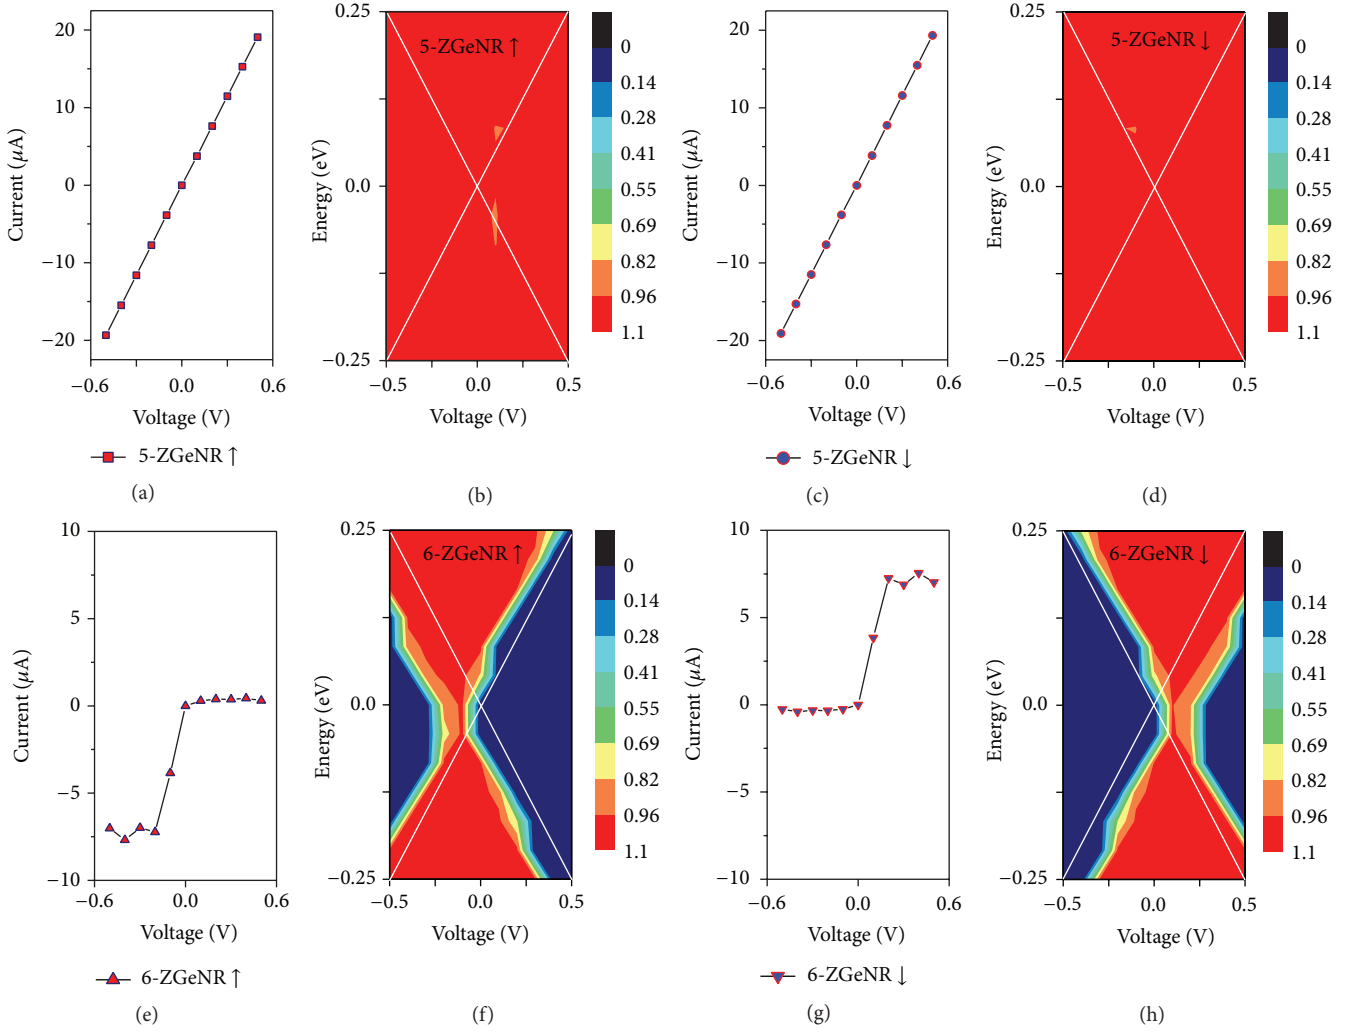 20
10
0
−10
−20
Current (μA)
−0.6
0.0
0.6
Voltage (V)
5-ZGeNR ↑
(a)
0.25
0.0
−0.25
Energy (eV)
5-ZGeNR ↑
−0.5
0.0
0.5
Voltage (V)
0
0.14
0.28
0.41
0.55
0.69
0.82
0.96
1.1
(b)
20
10
0
−10
−20
Current (μA)
−0.6
0.0
0.6
Voltage (V)
5-ZGeNR ↓
(c)
0.25
0.0
−0.25
Energy (eV)
5-ZGeNR ↓
−0.5
0.0
0.5
Voltage (V)
0
0.14
0.28
0.41
0.55
0.69
0.82
0.96
1.1
(d)
10
5
0
−5
−10
Current (μA)
−0.6
0.0
0.6
Voltage (V)
6-ZGeNR ↑
(e)
0.25
0.0
−0.25
Energy (eV)
6-ZGeNR ↑
−0.5
0.0
0.5
Voltage (V)
0
0.14
0.28
0.41
0.55
0.69
0.82
0.96
1.1
(f)
10
5
0
−5
−10
Current (μA)
−0.6
0.0
0.6
Voltage (V)
6-ZGeNR ↓
(g)
0.25
0.0
−0.25
Energy (eV)
6-ZGeNR ↓
−0.5
0.0
0.5
Voltage (V)
0
0.14
0.28
0.41
0.55
0.69
0.82
0.96
1.1
(h)